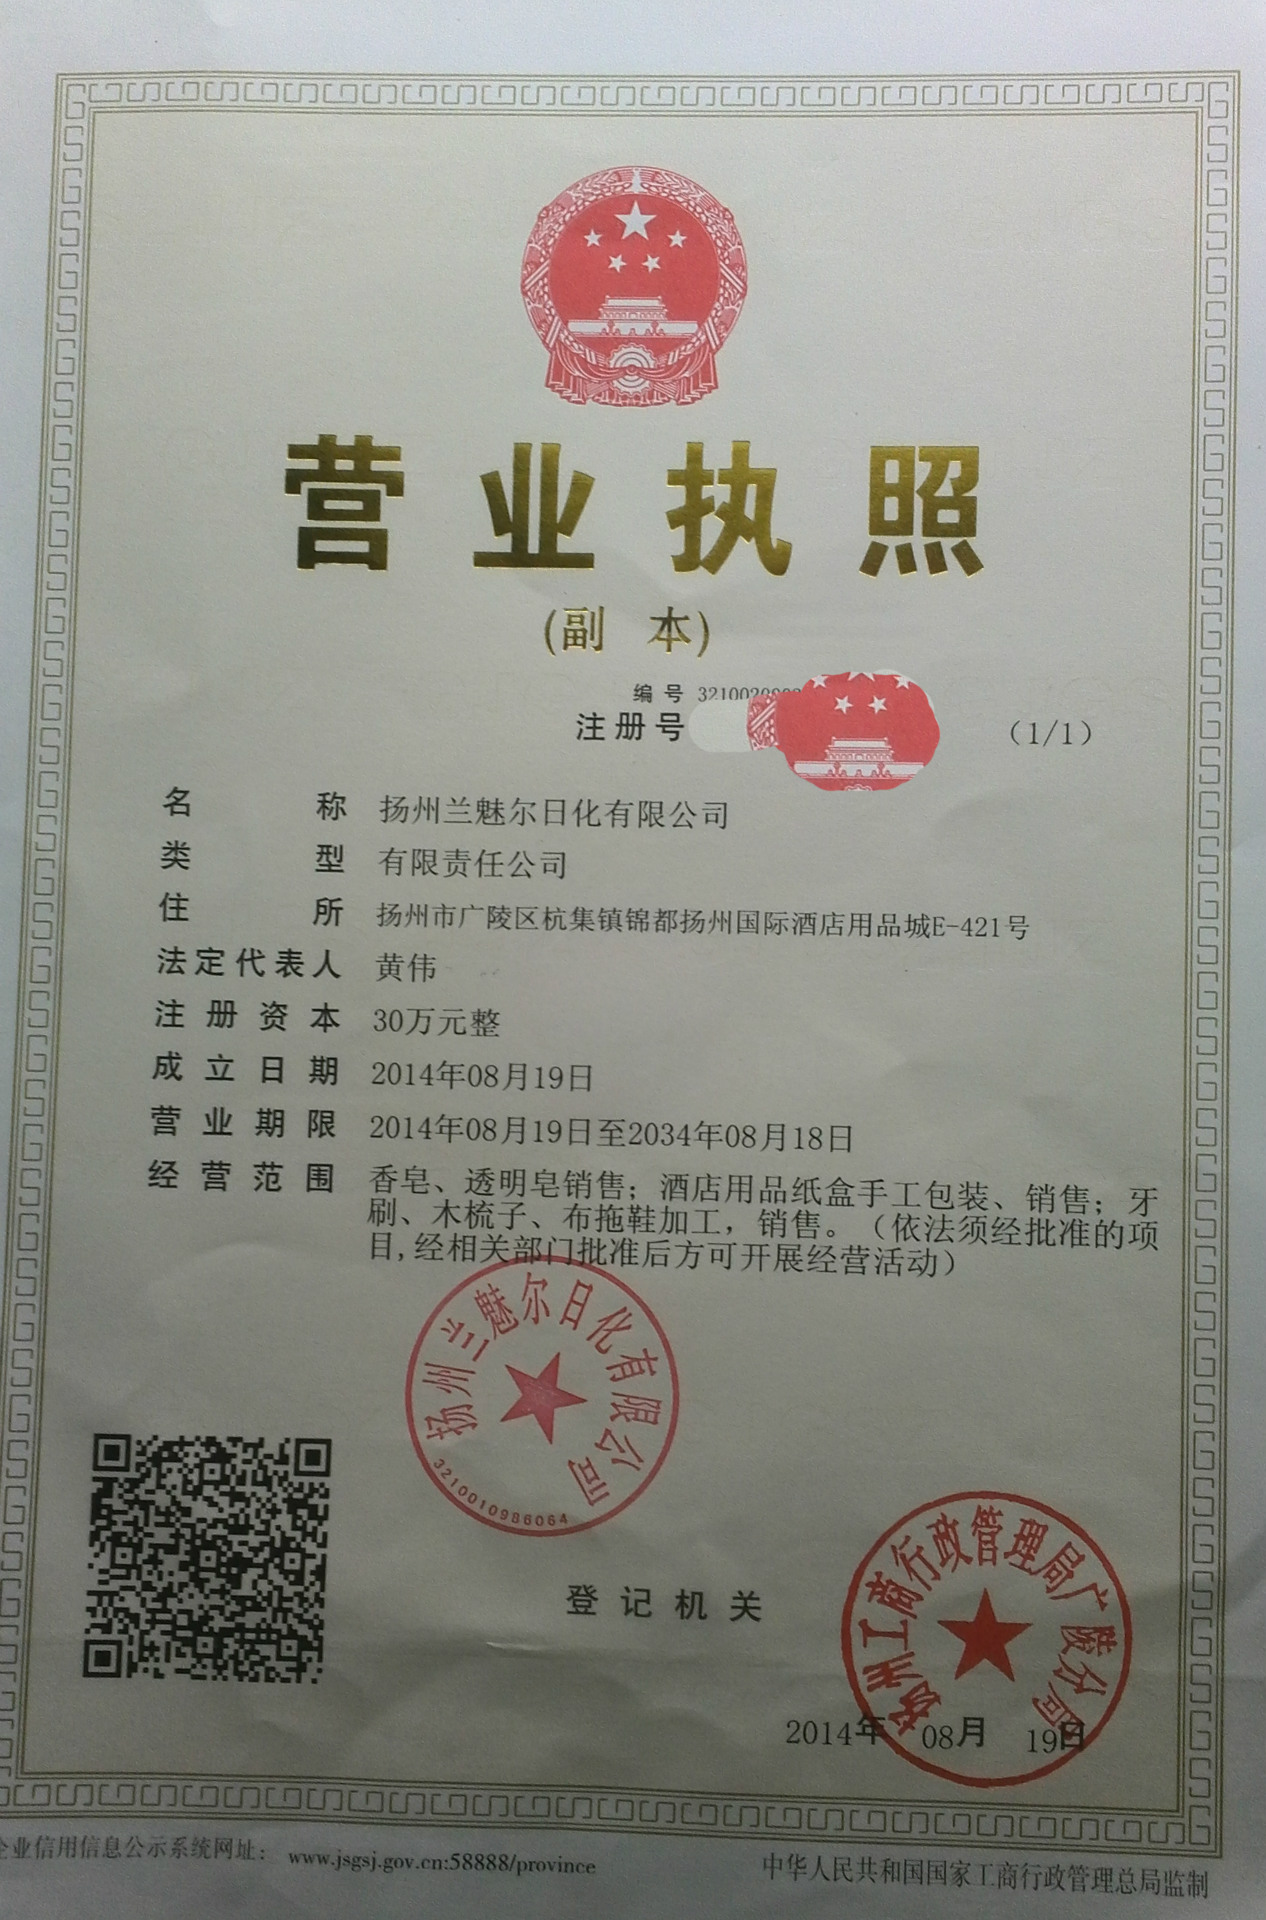 营业执照
(副 本)
编 号 3210020
注册号
(1/1)
名 称 扬州兰魅尔日化有限公司
类 型 有限责任公司
住 所 扬州市广陵区杭集镇锦都扬州国际酒店用品城E-421号
法定代表人 黄伟
注 册 资 本 30万元整
成 立 日 期 2014年08月19日
营 业 期 限 2014年08月19日至2034年08月18日
经 营 范 围 香皂、透明皂销售；酒店用品纸盒手工包装、销售；牙
刷、木梳子、布拖鞋加工，销售。（依法须经批准的项
目,经相关部门批准后方可开展经营活动）
扬州兰魅尔日化有限公司
3210010986064
登 记 机 关
扬州工商行政管理局广陵分局
2014年 08月 19日
企业信用信息公示系统网址： www.jsgsj.gov.cn:58888/province
中华人民共和国国家工商行政管理总局监制